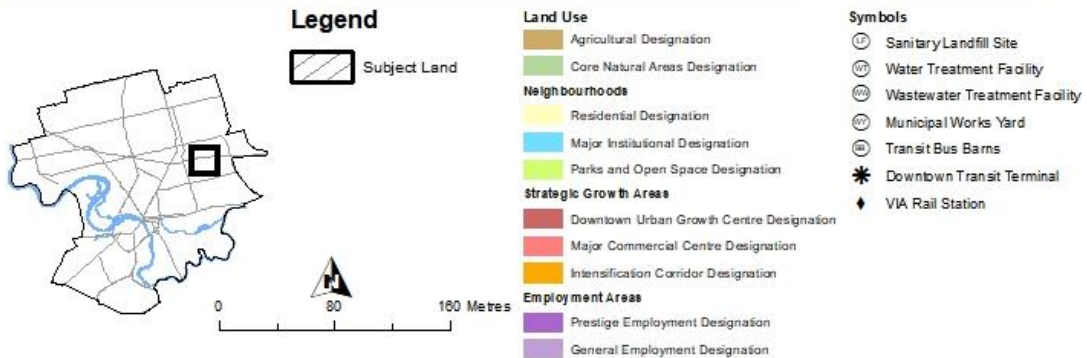 Legend
Subject Land
N
0 80 160 Metres
Land Use
Agricultural Designation
Core Natural Areas Designation
Neighbourhoods
Residential Designation
Major Institutional Designation
Parks and Open Space Designation
Strategic Growth Areas
Downtown Urban Growth Centre Designation
Major Commercial Centre Designation
Intensification Corridor Designation
Employment Areas
Prestige Employment Designation
General Employment Designation
Symbols
LF Sanitary Landfill Site
WT Water Treatment Facility
WW Wastewater Treatment Facility
WY Municipal Works Yard
BB Transit Bus Barns
Downtown Transit Terminal
VIA Rail Station